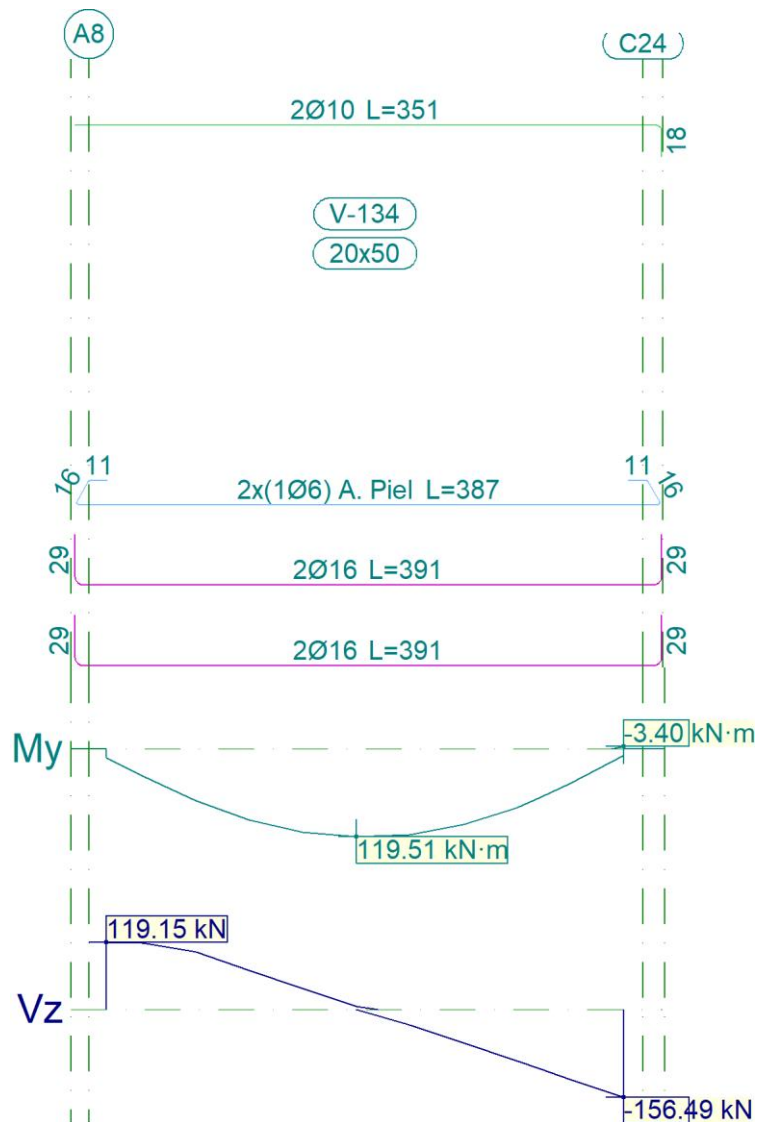 A8
C24
2Ø10 L=351
18
V-134
20x50
16
11
2x(1Ø6) A. Piel L=387
11
16
29
2Ø16 L=391
29
29
2Ø16 L=391
29
My
-3.40 kN·m
119.51 kN·m
119.15 kN
Vz
-156.49 kN